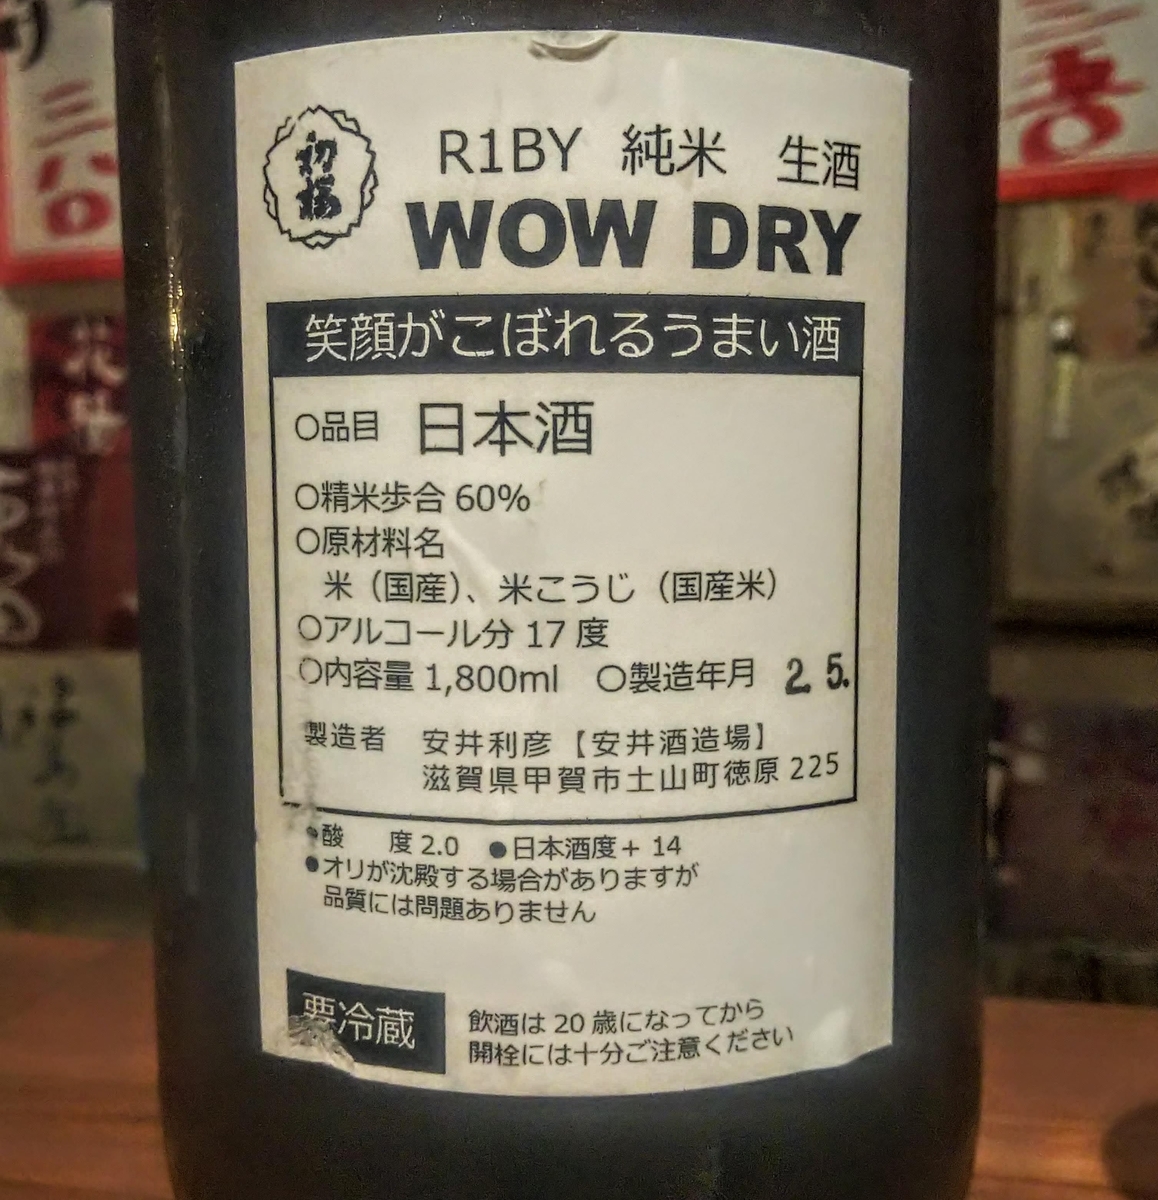 初桜
R1BY 純米 生酒
WOW DRY
笑顔がこぼれるうまい酒
○品目 日本酒
○精米歩合 60%
○原材料名
米（国産）、米こうじ（国産米）
○アルコール分 17 度
○内容量 1,800ml ○製造年月 2. 5.
製造者 安井利彦【安井酒造場】
滋賀県甲賀市土山町徳原 225
●酸 度 2.0 ●日本酒度＋ 14
●オリが沈殿する場合がありますが
品質には問題ありません
要冷蔵
飲酒は 20 歳になってから
開栓には十分ご注意ください
三八〇